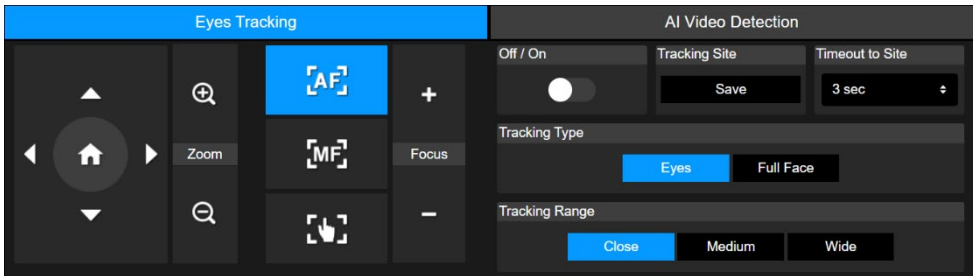 Eyes Tracking
AI Video Detection
Off / On
Tracking Site
Timeout to Site
AF
+
Save
3 sec
Tracking Type
Zoom
MF
Focus
Eyes
Full Face
Tracking Range
−
Close
Medium
Wide